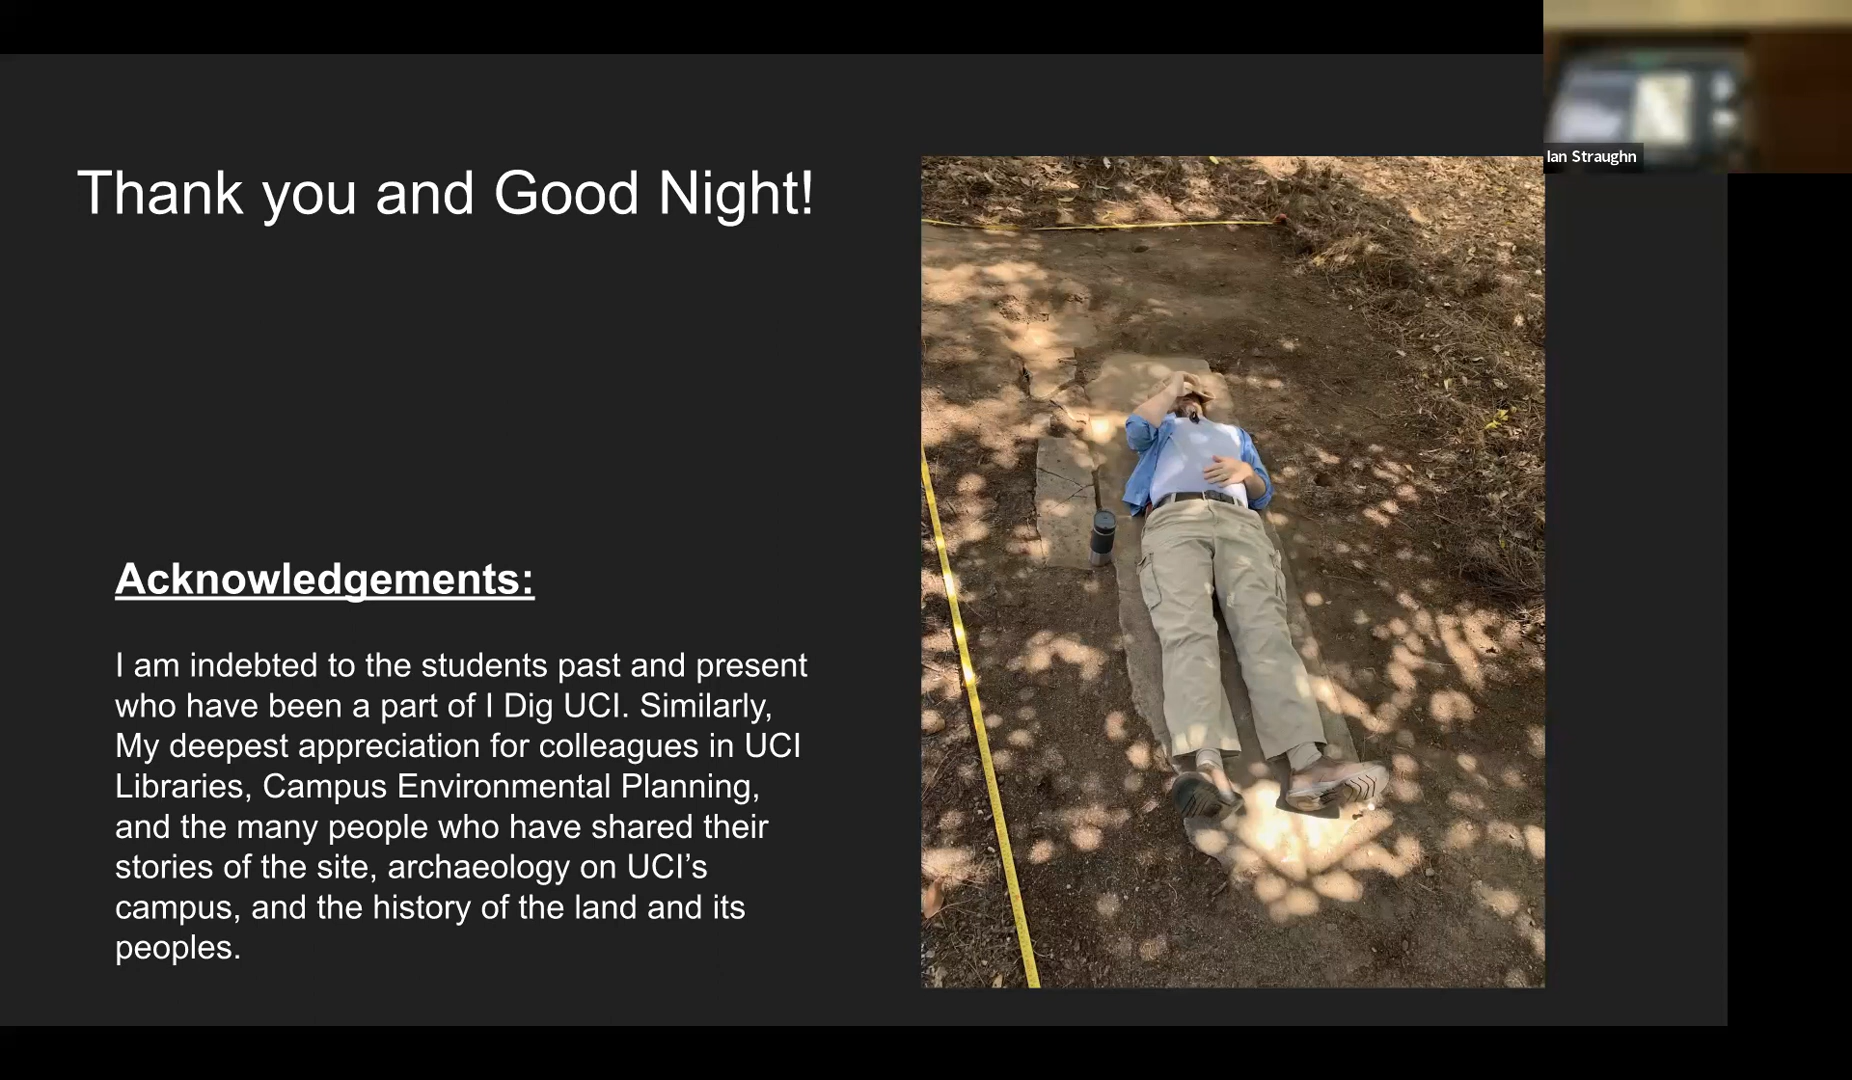 Ian Straughn
Thank you and Good Night!
Acknowledgements:
I am indebted to the students past and present
who have been a part of I Dig UCI. Similarly,
My deepest appreciation for colleagues in UCI
Libraries, Campus Environmental Planning,
and the many people who have shared their
stories of the site, archaeology on UCI’s
campus, and the history of the land and its
peoples.